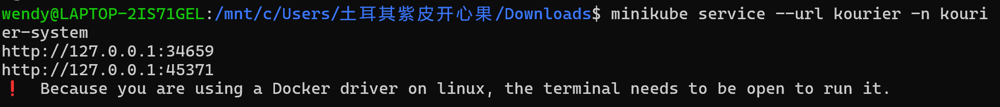 wendy@LAPTOP-2IS71GEL:/mnt/c/Users/土耳其紫皮开心果/Downloads$ minikube service --url kourier -n kouri
er-system
http://127.0.0.1:34659
http://127.0.0.1:45371
❗  Because you are using a Docker driver on linux, the terminal needs to be open to run it.